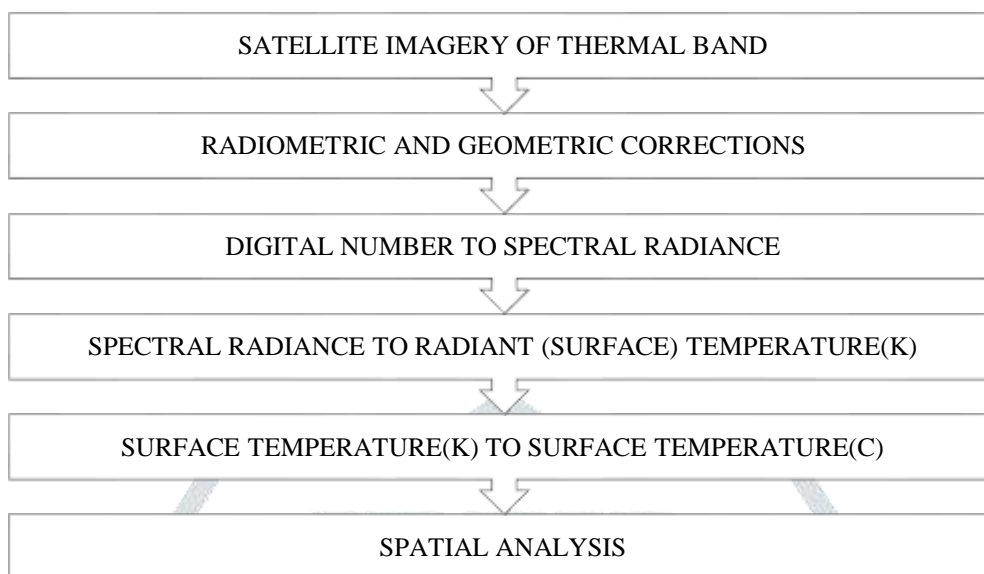 SATELLITE IMAGERY OF THERMAL BAND
RADIOMETRIC AND GEOMETRIC CORRECTIONS
DIGITAL NUMBER TO SPECTRAL RADIANCE
SPECTRAL RADIANCE TO RADIANT (SURFACE) TEMPERATURE(K)
SURFACE TEMPERATURE(K) TO SURFACE TEMPERATURE(C)
SPATIAL ANALYSIS